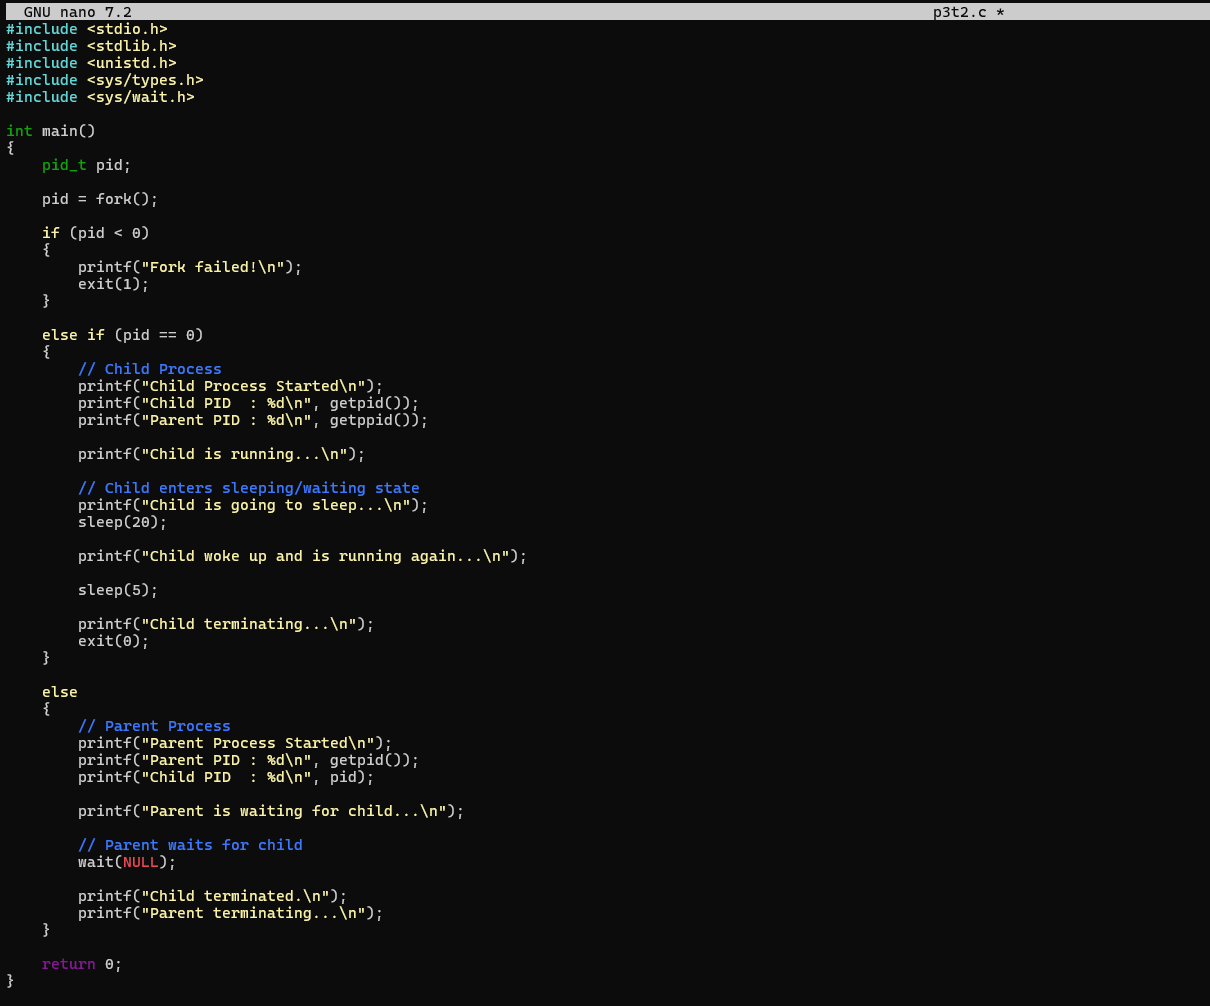 GNU nano 7.2 p3t2.c *
#include <stdio.h>
#include <stdlib.h>
#include <unistd.h>
#include <sys/types.h>
#include <sys/wait.h>

int main()
{
    pid_t pid;

    pid = fork();

    if (pid < 0)
    {
        printf("Fork failed!\n");
        exit(1);
    }

    else if (pid == 0)
    {
        // Child Process
        printf("Child Process Started\n");
        printf("Child PID  : %d\n", getpid());
        printf("Parent PID : %d\n", getppid());

        printf("Child is running...\n");

        // Child enters sleeping/waiting state
        printf("Child is going to sleep...\n");
        sleep(20);

        printf("Child woke up and is running again...\n");

        sleep(5);

        printf("Child terminating...\n");
        exit(0);
    }

    else
    {
        // Parent Process
        printf("Parent Process Started\n");
        printf("Parent PID : %d\n", getpid());
        printf("Child PID  : %d\n", pid);

        printf("Parent is waiting for child...\n");

        // Parent waits for child
        wait(NULL);

        printf("Child terminated.\n");
        printf("Parent terminating...\n");
    }

    return 0;
}